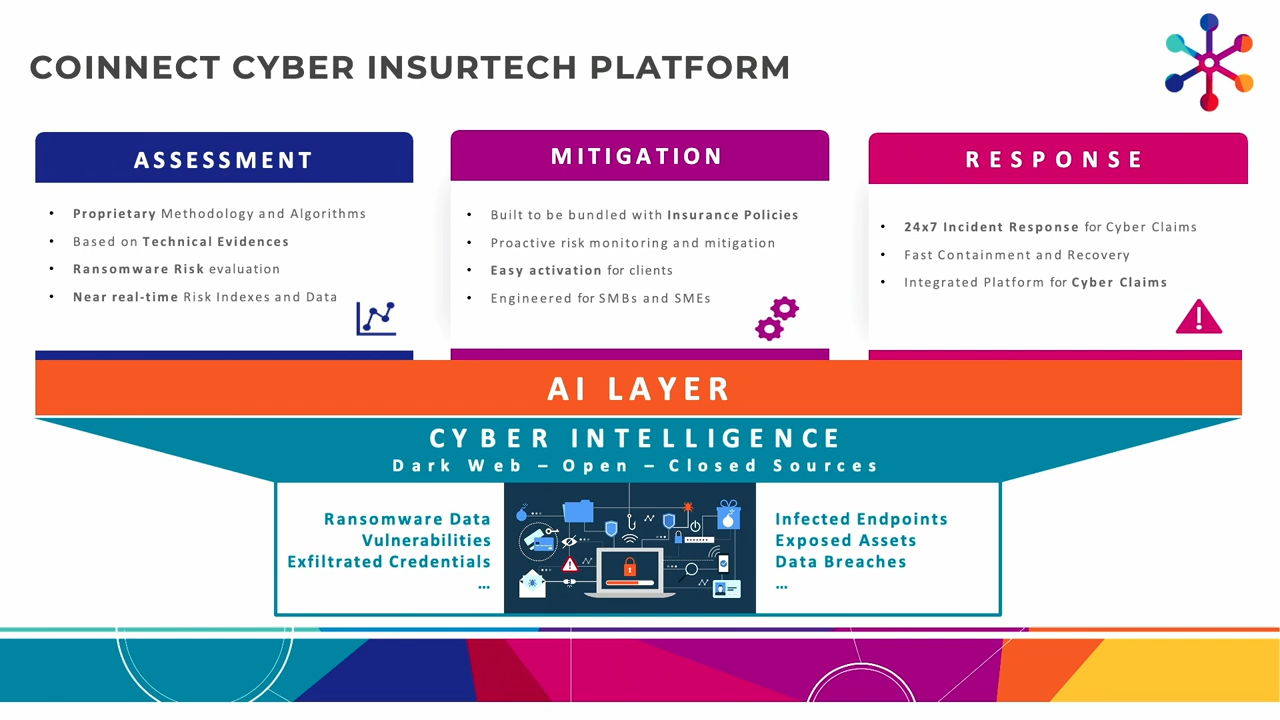 COINNECT CYBER INSURTECH PLATFORM
ASSESSMENT
• Proprietary Methodology and Algorithms
• Based on Technical Evidences
• Ransomware Risk evaluation
• Near real-time Risk Indexes and Data
MITIGATION
• Built to be bundled with Insurance Policies
• Proactive risk monitoring and mitigation
• Easy activation for clients
• Engineered for SMBs and SMEs
RESPONSE
• 24x7 Incident Response for Cyber Claims
• Fast Containment and Recovery
• Integrated Platform for Cyber Claims
AI LAYER
CYBER INTELLIGENCE
Dark Web – Open – Closed Sources
Ransomware Data
Vulnerabilities
Exfiltrated Credentials
...
Infected Endpoints
Exposed Assets
Data Breaches
...